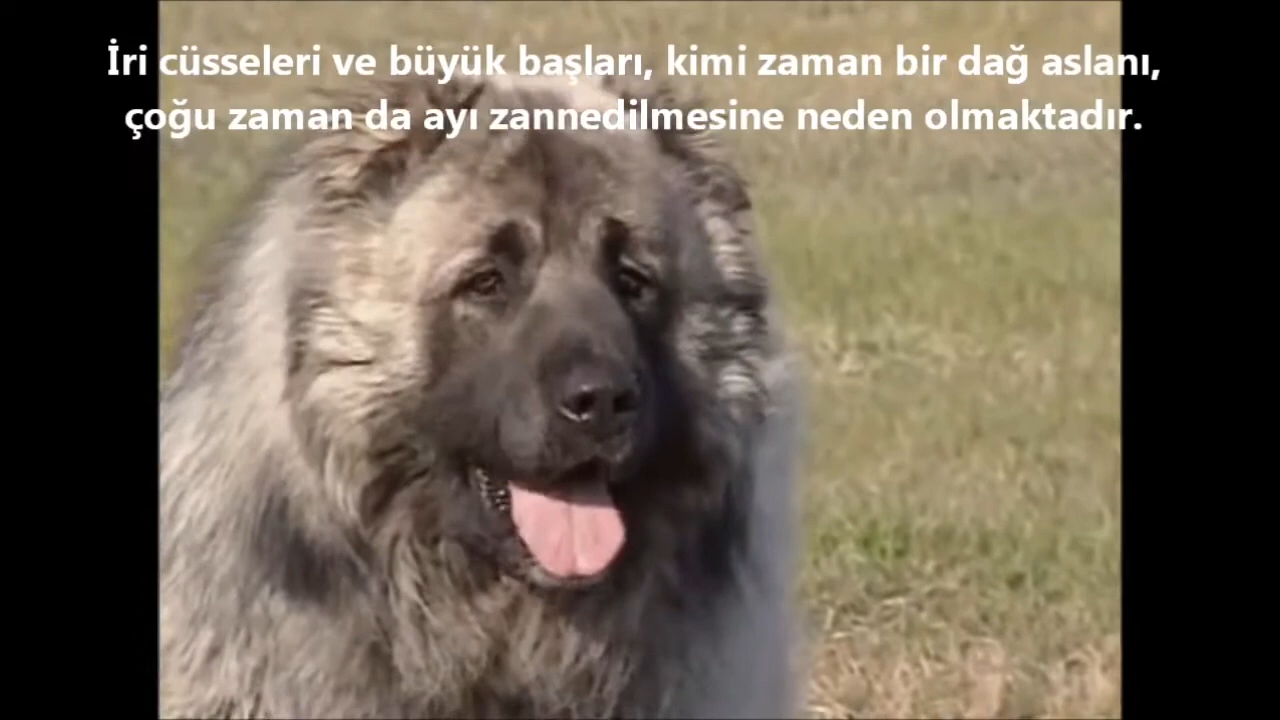 İri cüsseleri ve büyük başları, kimi zaman bir dağ aslanı,
çoğu zaman da ayı zannedilmesine neden olmaktadır.